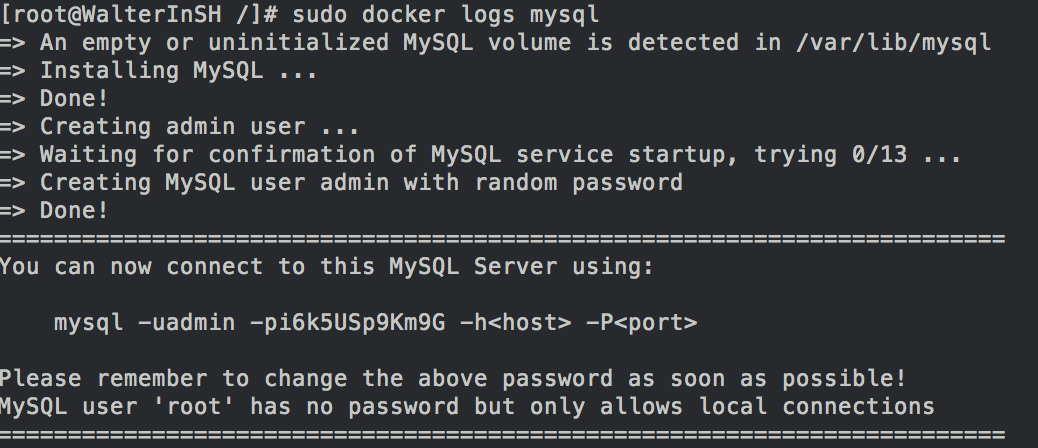 [root@WalterInSH /]# sudo docker logs mysql
=> An empty or uninitialized MySQL volume is detected in /var/lib/mysql
=> Installing MySQL ...
=> Done!
=> Creating admin user ...
=> Waiting for confirmation of MySQL service startup, trying 0/13 ...
=> Creating MySQL user admin with random password
=> Done!
========================================================================
You can now connect to this MySQL Server using:
    mysql -uadmin -pi6k5USp9Km9G -h<host> -P<port>
Please remember to change the above password as soon as possible!
MySQL user 'root' has no password but only allows local connections
========================================================================